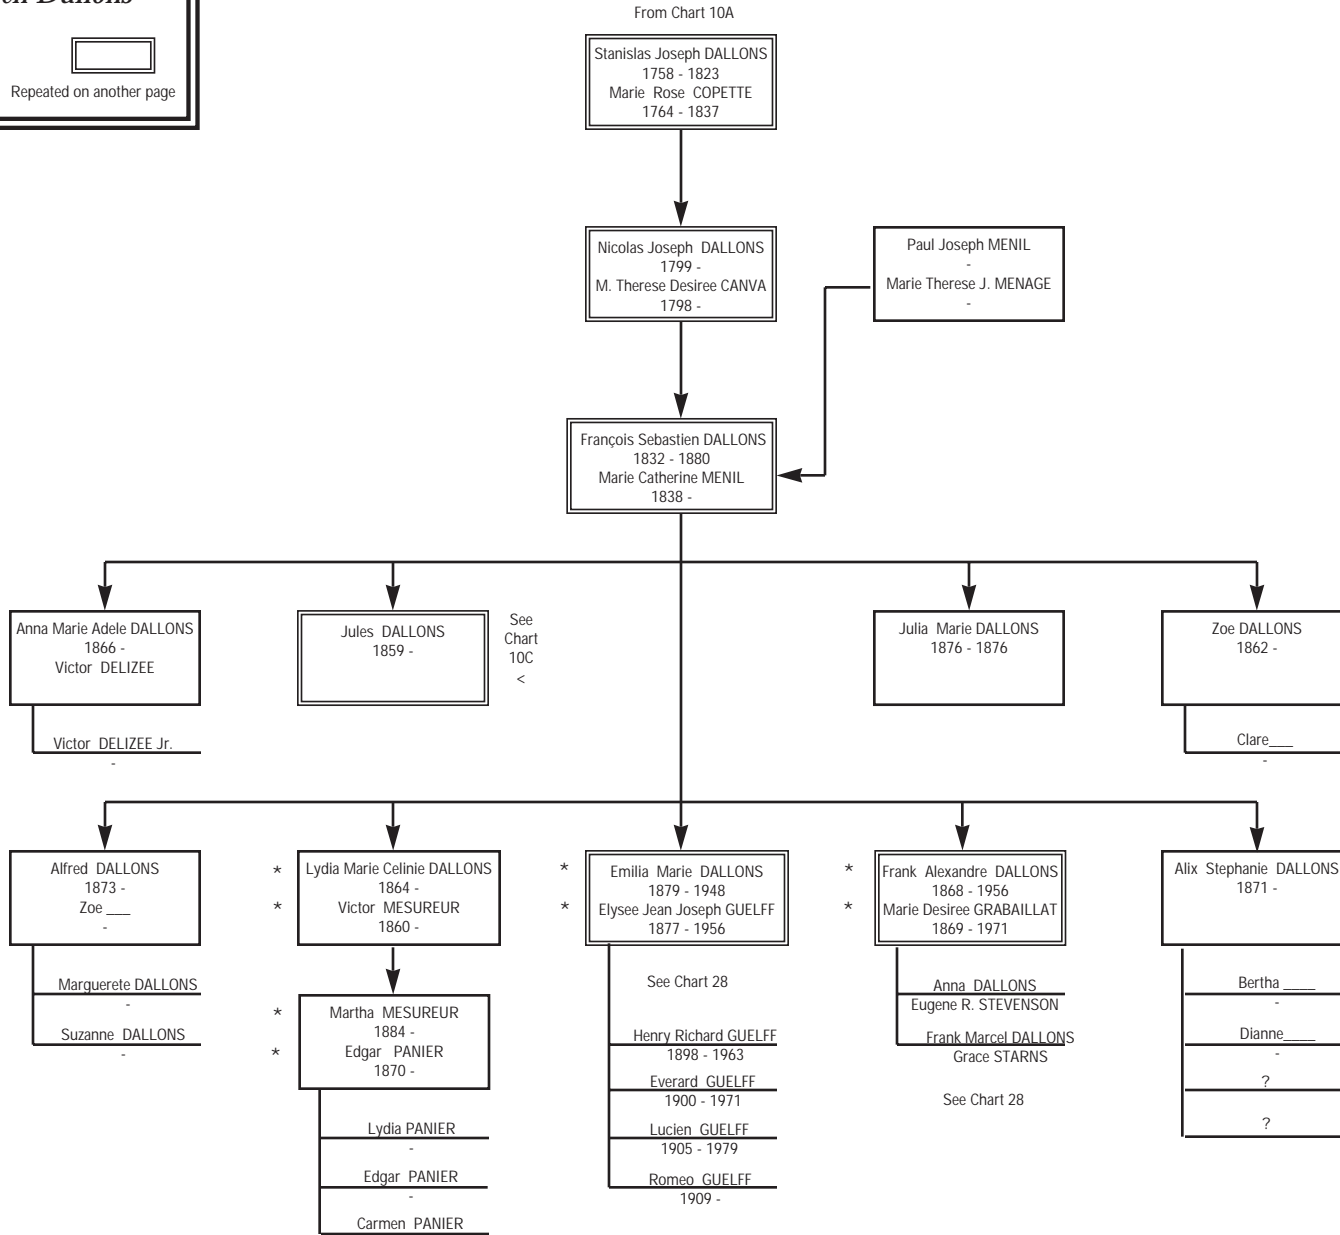 Dallons
Repeated on another page
From Chart 10A
Stanislas Joseph DALLONS
1758 - 1823
Marie Rose COPETTE
1764 - 1837
Nicolas Joseph DALLONS
1799 -
M. Therese Desiree CANVA
1798 -
Paul Joseph MENIL
-
Marie Therese J. MENAGE
-
François Sebastien DALLONS
1832 - 1880
Marie Catherine MENIL
1838 -
Anna Marie Adele DALLONS
1866 -
Victor DELIZEE
Victor DELIZEE Jr.
-
Jules DALLONS
1859 -
See
Chart
10C
<
Julia Marie DALLONS
1876 - 1876
Zoe DALLONS
1862 -
Clare___
-
Alfred DALLONS
1873 -
Zoe ___
-
Marguerete DALLONS
-
Suzanne DALLONS
-
* Lydia Marie Celinie DALLONS
1864 -
* Victor MESUREUR
1860 -
* Martha MESUREUR
1884 -
* Edgar PANIER
1870 -
Lydia PANIER
-
Edgar PANIER
-
Carmen PANIER
* Emilia Marie DALLONS
1879 - 1948
* Elysee Jean Joseph GUELFF
1877 - 1956
See Chart 28
Henry Richard GUELFF
1898 - 1963
Everard GUELFF
1900 - 1971
Lucien GUELFF
1905 - 1979
Romeo GUELFF
1909 -
* Frank Alexandre DALLONS
1868 - 1956
* Marie Desiree GRABAILLAT
1869 - 1971
Anna DALLONS
Eugene R. STEVENSON
Frank Marcel DALLONS
Grace STARNS
See Chart 28
Alix Stephanie DALLONS
1871 -
Bertha ____
-
Dianne____
-
?
?